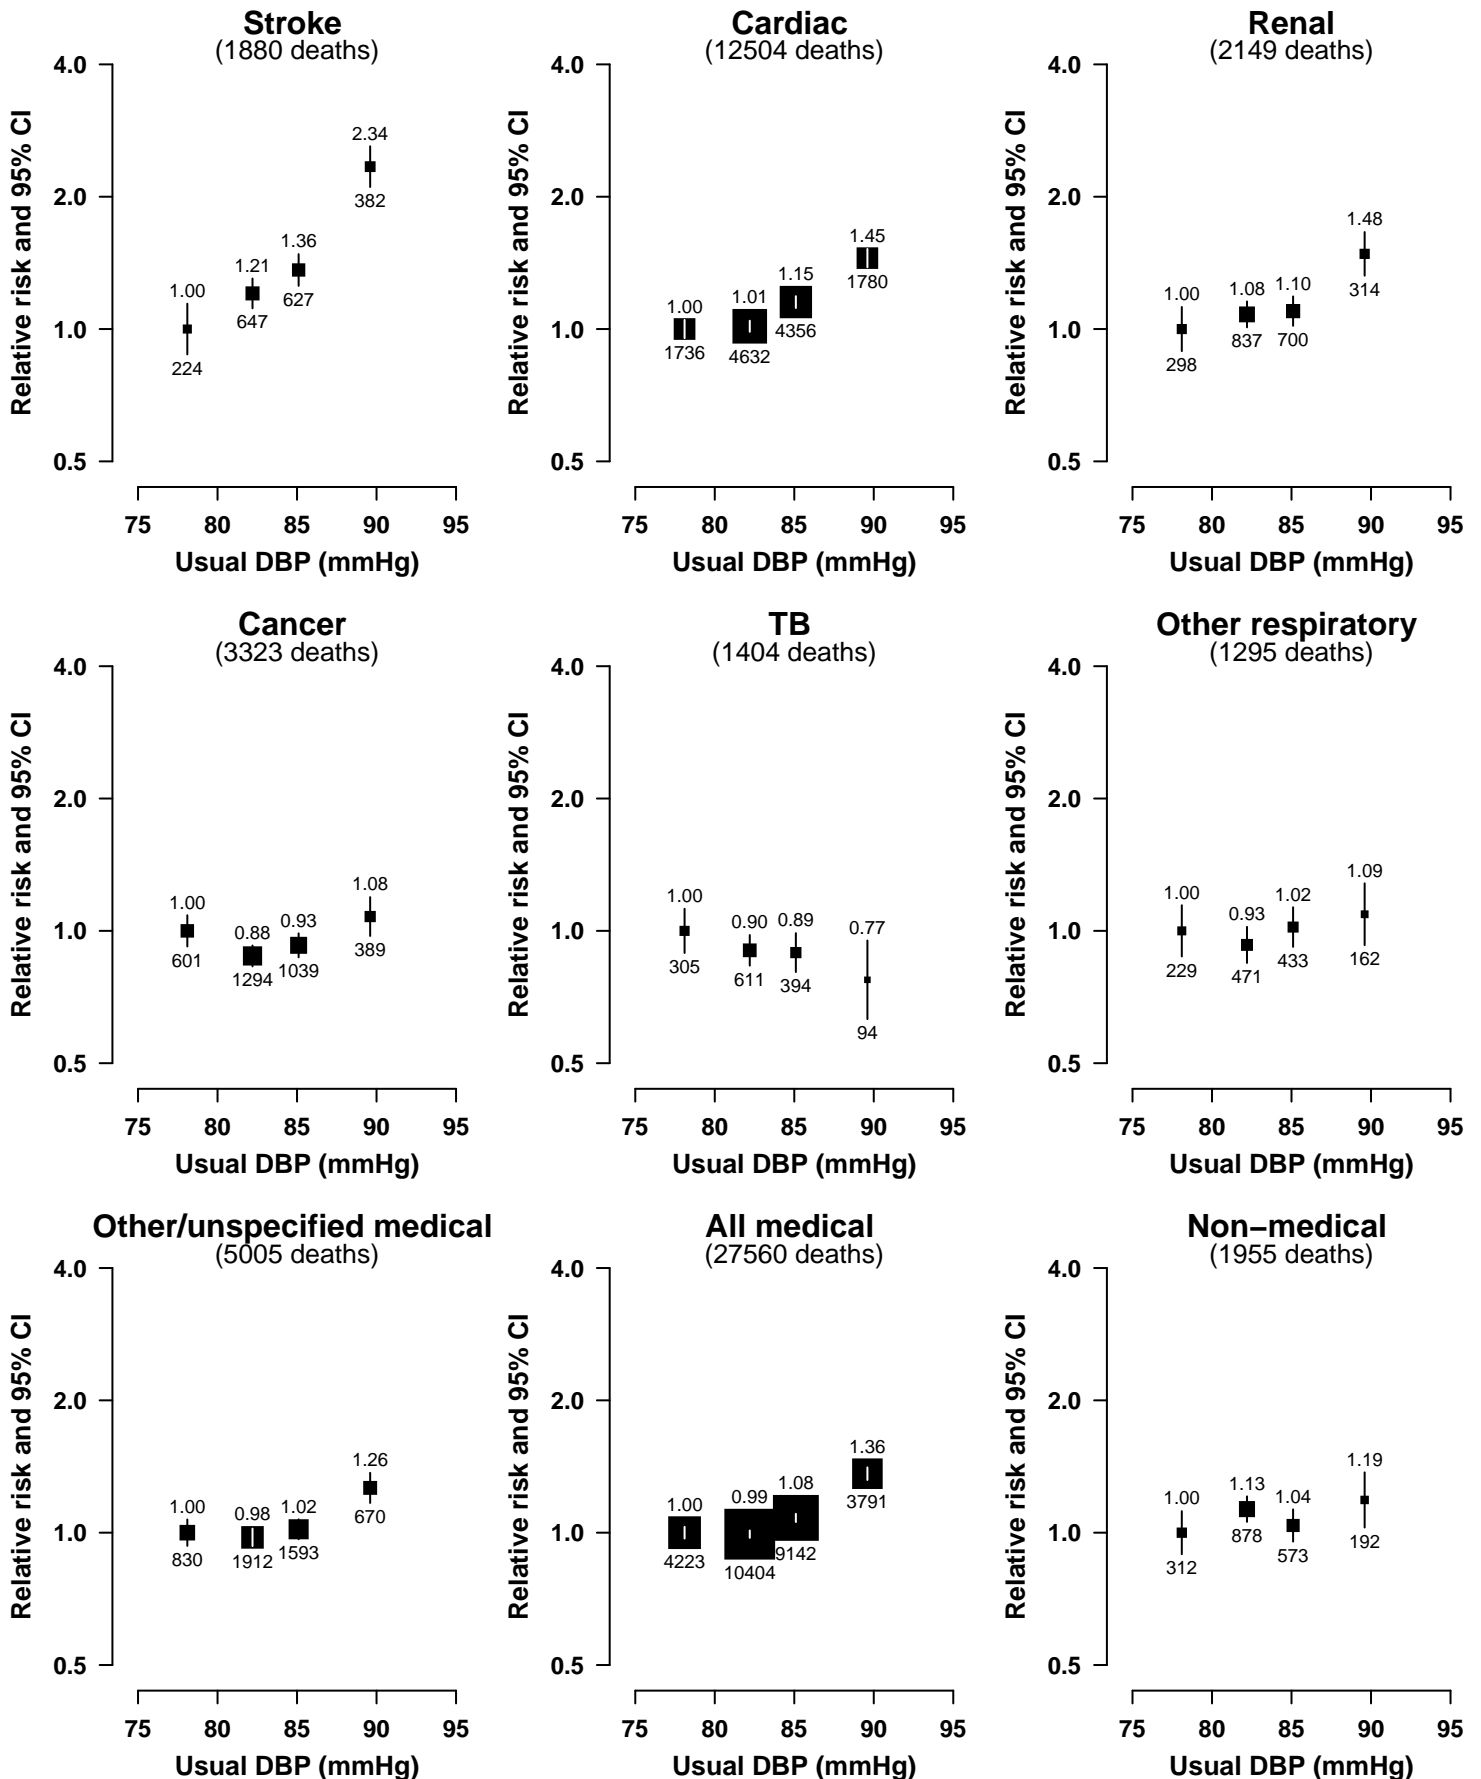 Stroke
(1880 deaths)
4.0
2.0
1.0
0.5
Relative risk and 95% CI
1.00
224
1.21
647
1.36
627
2.34
382
75 80 85 90 95
Usual DBP (mmHg)
Cardiac
(12504 deaths)
4.0
2.0
1.0
0.5
Relative risk and 95% CI
1.00
1736
1.01
4632
1.15
4356
1.45
1780
75 80 85 90 95
Usual DBP (mmHg)
Renal
(2149 deaths)
4.0
2.0
1.0
0.5
Relative risk and 95% CI
1.00
298
1.08
837
1.10
700
1.48
314
75 80 85 90 95
Usual DBP (mmHg)
Cancer
(3323 deaths)
4.0
2.0
1.0
0.5
Relative risk and 95% CI
1.00
601
0.88
1294
0.93
1039
1.08
389
75 80 85 90 95
Usual DBP (mmHg)
TB
(1404 deaths)
4.0
2.0
1.0
0.5
Relative risk and 95% CI
1.00
305
0.90
611
0.89
394
0.77
94
75 80 85 90 95
Usual DBP (mmHg)
Other respiratory
(1295 deaths)
4.0
2.0
1.0
0.5
Relative risk and 95% CI
1.00
229
0.93
471
1.02
433
1.09
162
75 80 85 90 95
Usual DBP (mmHg)
Other/unspecified medical
(5005 deaths)
4.0
2.0
1.0
0.5
Relative risk and 95% CI
1.00
830
0.98
1912
1.02
1593
1.26
670
75 80 85 90 95
Usual DBP (mmHg)
All medical
(27560 deaths)
4.0
2.0
1.0
0.5
Relative risk and 95% CI
1.00
4223
0.99
10404
1.08
9142
1.36
3791
75 80 85 90 95
Usual DBP (mmHg)
Non−medical
(1955 deaths)
4.0
2.0
1.0
0.5
Relative risk and 95% CI
1.00
312
1.13
878
1.04
573
1.19
192
75 80 85 90 95
Usual DBP (mmHg)